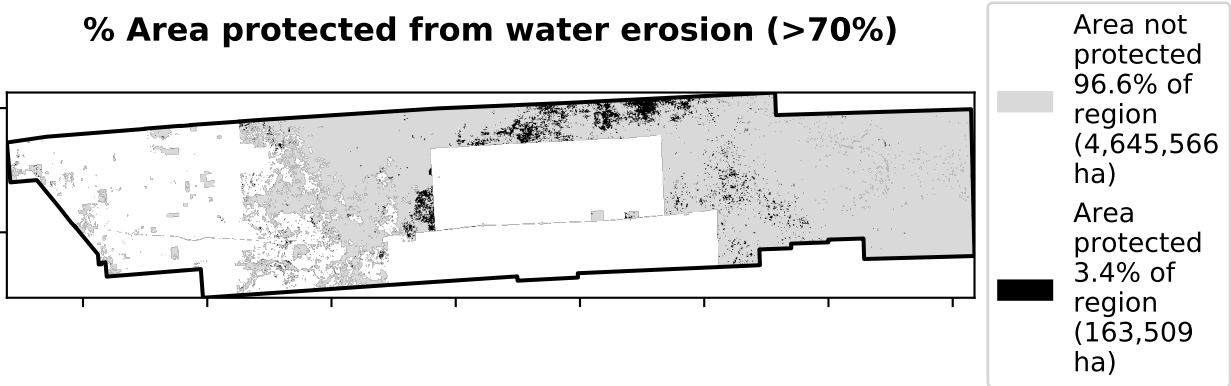 % Area protected from water erosion (>70%)
Area not
protected
96.6% of
region
(4,645,566
ha)
Area
protected
3.4% of
region
(163,509
ha)